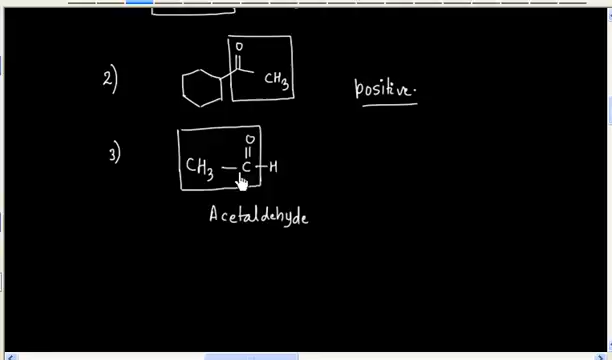 2)
O
CH3
positive.
3)
O
CH3 — C — H
Acetaldehyde